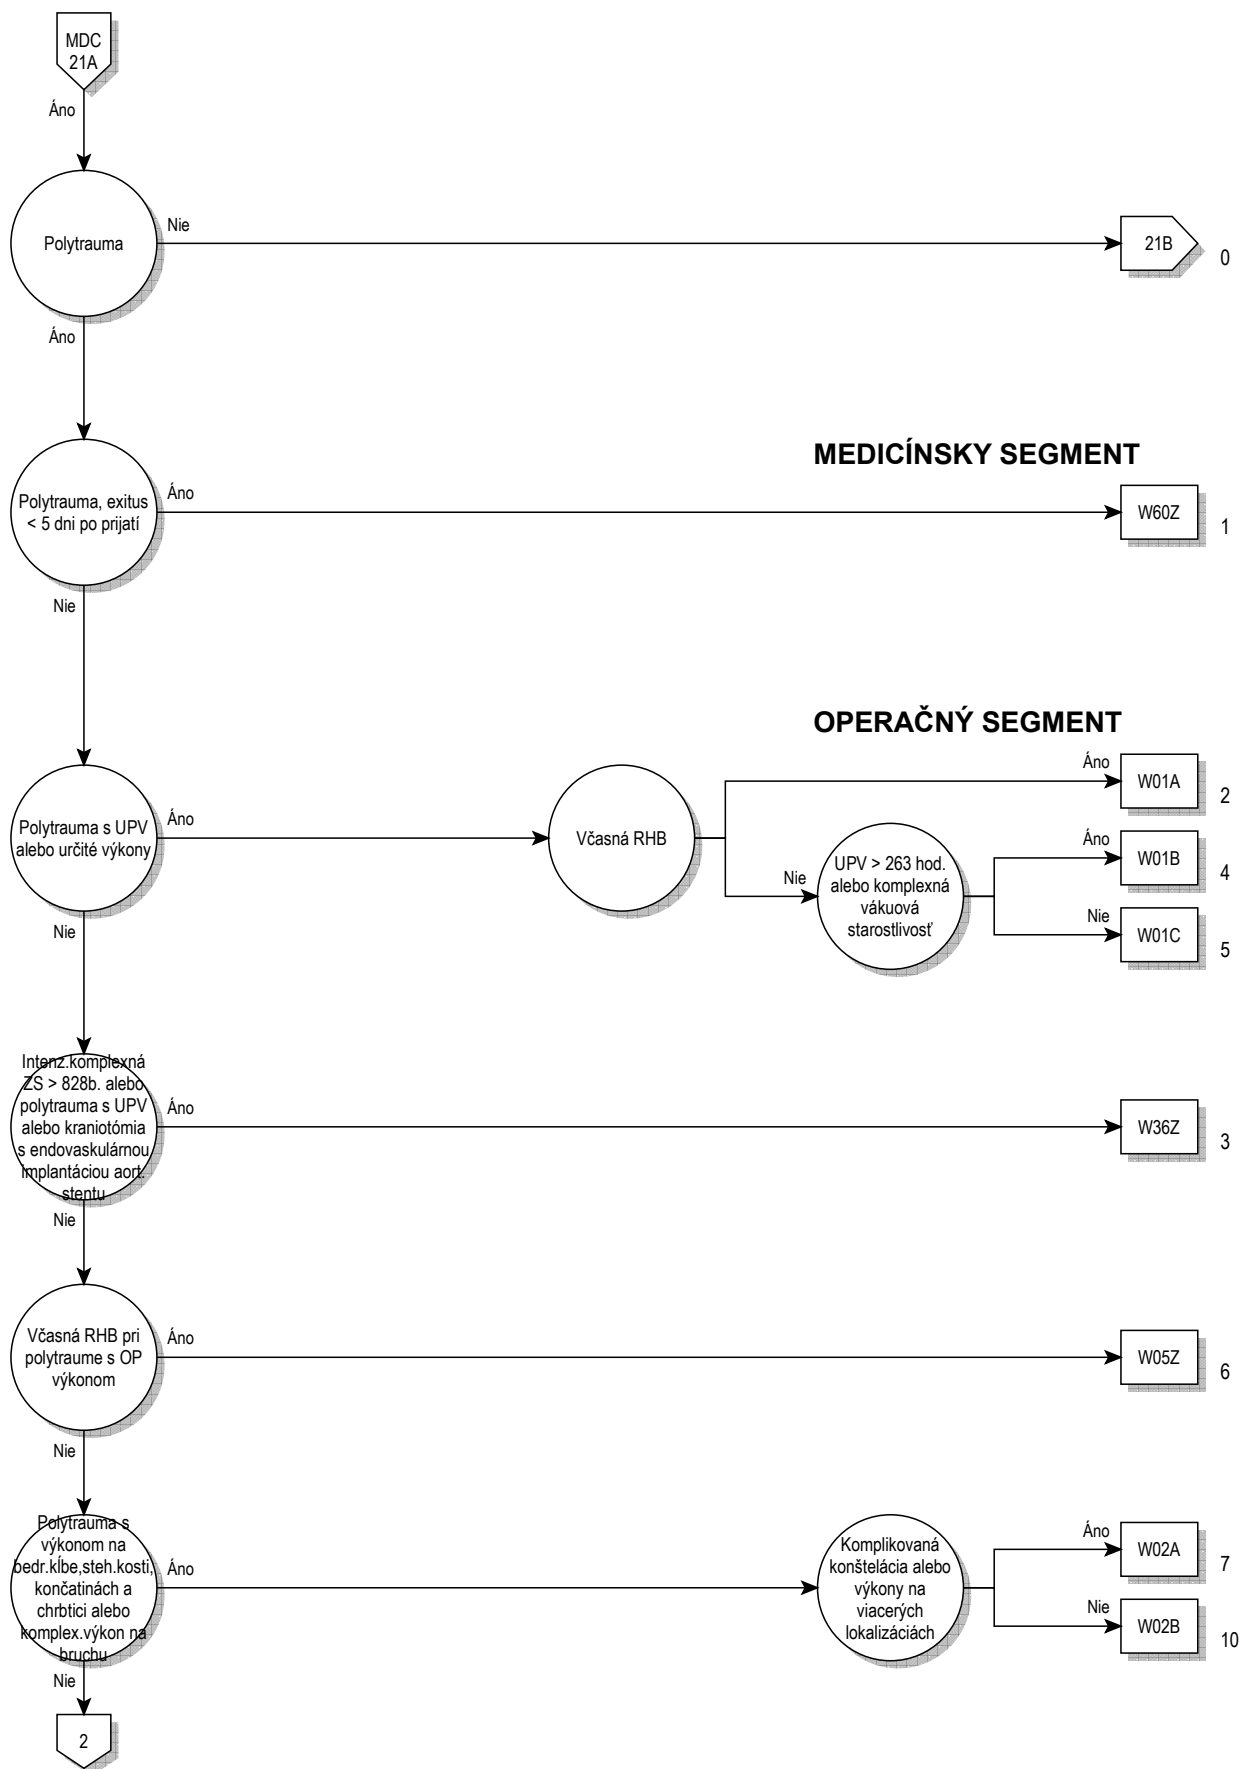 MDC
21A
Áno
Polytrauma
Nie
21B
0
Áno
MEDICÍNSKY SEGMENT
Polytrauma, exitus
< 5 dni po prijatí
Áno
W60Z
1
Nie
OPERAČNÝ SEGMENT
Polytrauma s UPV
alebo určité výkony
Áno
Včasná RHB
Áno
W01A
2
Nie
UPV > 263 hod.
alebo komplexná
vákuová
starostlivosť
Áno
W01B
4
Nie
W01C
5
Nie
Intenz.komplexná
ZS > 828b. alebo
polytrauma s UPV
alebo kraniotómia
s endovaskulárnou
implantáciou aort.
stentu
Áno
W36Z
3
Nie
Včasná RHB pri
polytraume s OP
výkonom
Áno
W05Z
6
Nie
Polytrauma s
výkonom na
bedr.kĺbe,steh.kosti,
končatinách a
chrbtici alebo
komplex.výkon na
bruchu
Áno
Komplikovaná
konštelácia alebo
výkony na
viacerých
lokalizáciách
Áno
W02A
7
Nie
W02B
10
Nie
2